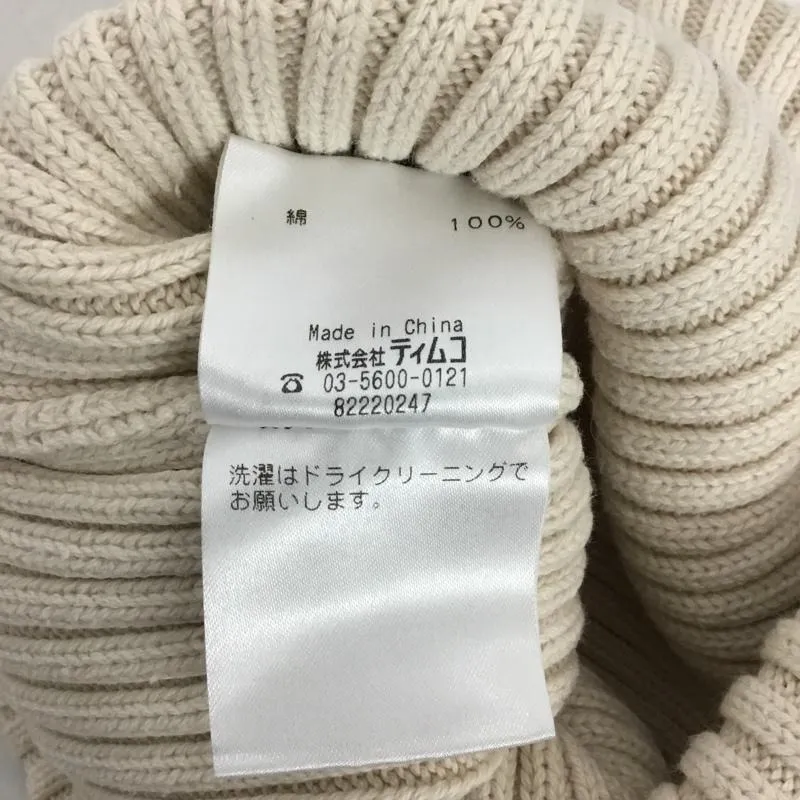 綿 100%
Made in China
株式会社 ティムコ
☎ 03-5600-0121
82220247
洗濯はドライクリーニングで
お願いします。